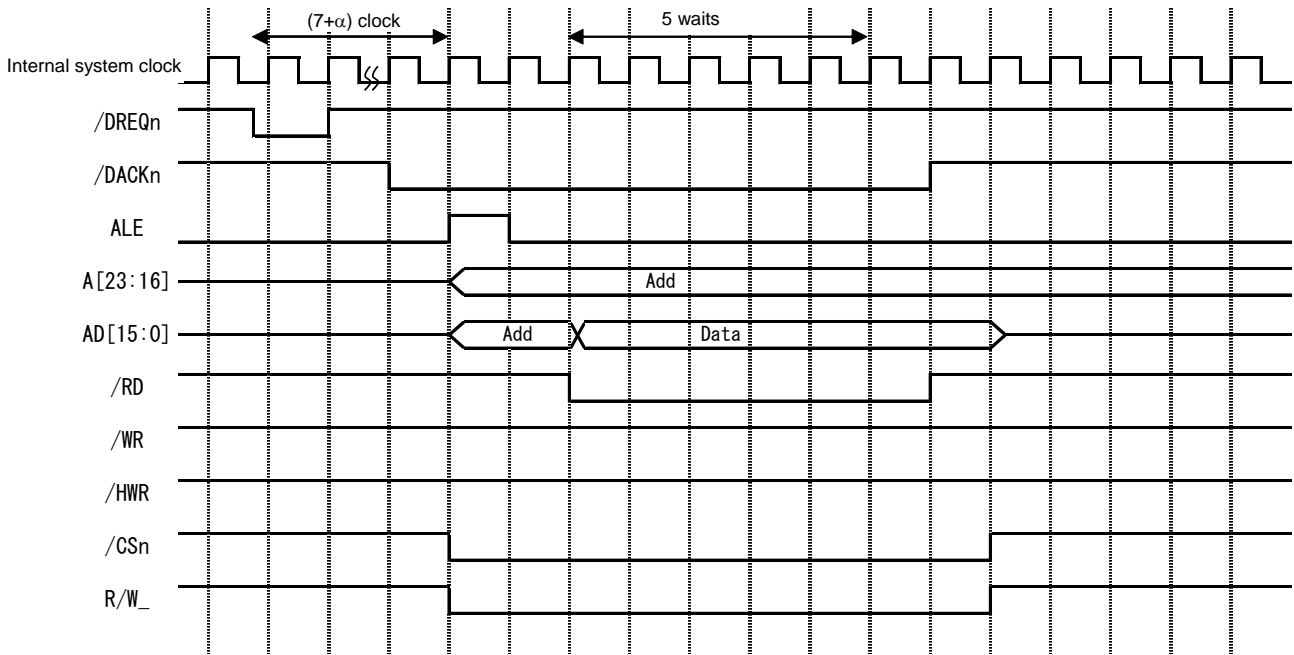 (7+α) clock
5 waits
Internal system clock
/DREQn
/DACKn
ALE
A[23:16]
Add
AD[15:0]
Add
Data
/RD
/WR
/HWR
/CSn
R/W_